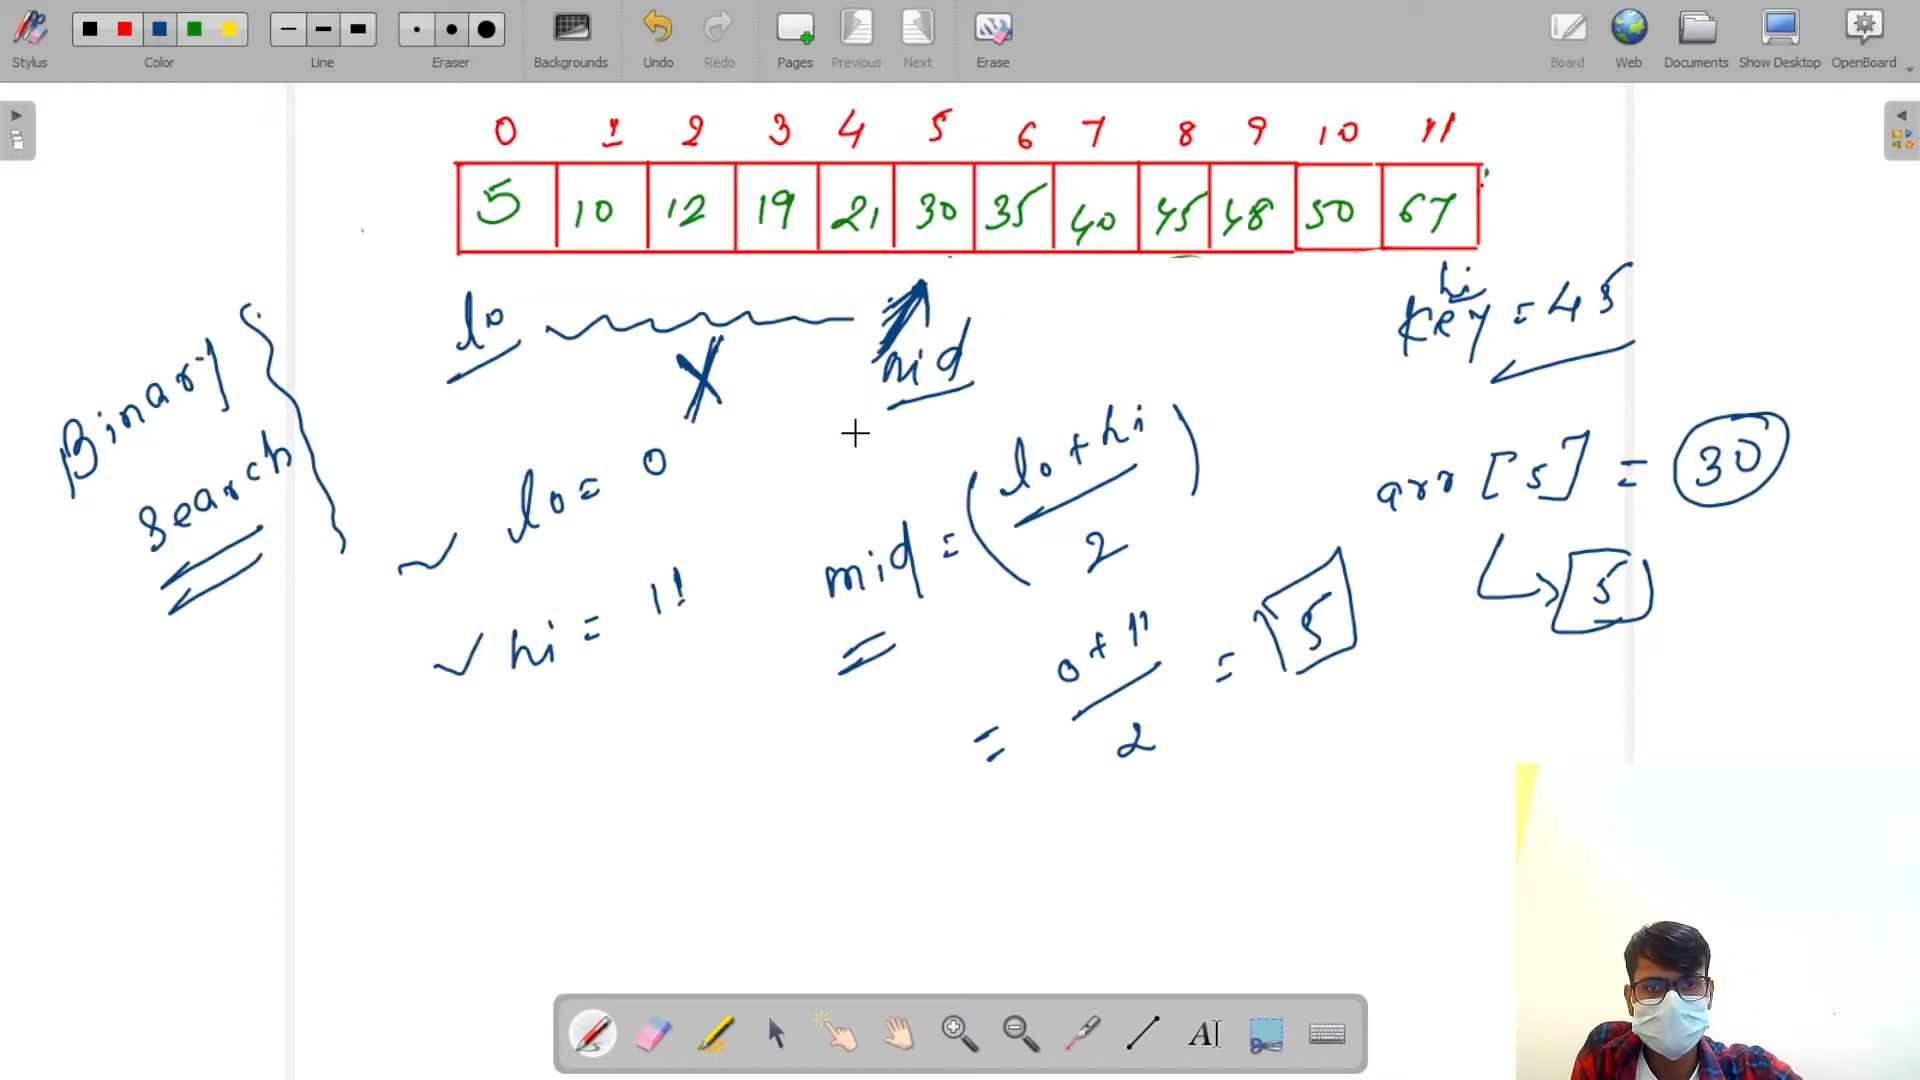 Stylus Color Line Eraser Backgrounds Undo Redo Pages Previous Next Erase Board Web Documents Show Desktop OpenBoard
0 1 2 3 4 5 6 7 8 9 10 11
5 10 12 19 21 30 35 40 45 48 50 67
lo
mid
hi
KEY = 45
Binary
search
lo = 0
hi = 11
mid = (lo + hi)
2
= 0 + 11 = 5
2
arr [5] = 30
5